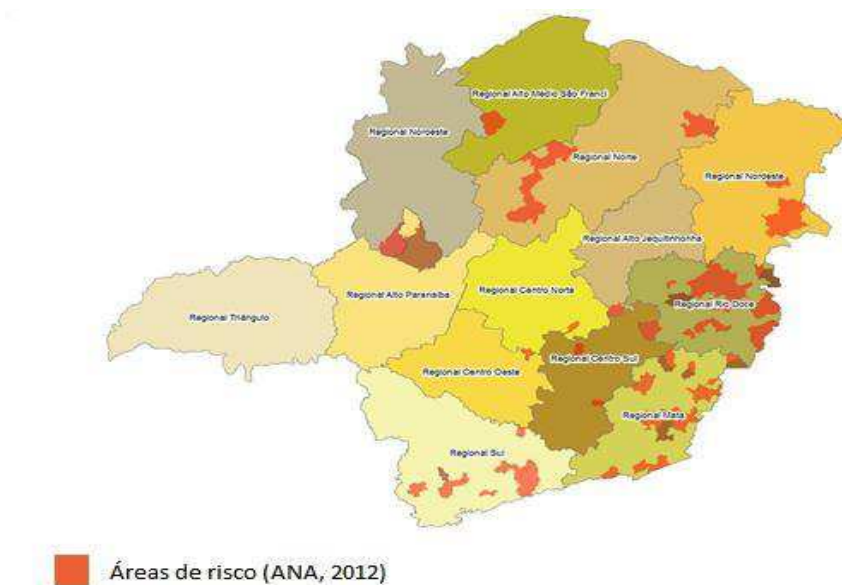 Regional Alto Médio São Franci
Regional Noroeste
Regional Norte
Regional Nordeste
Regional Alto Jequitinhonha
Regional Centro Norte
Regional Alto Paranaíba
Regional Rio Doce
Regional Triângulo
Regional Centro Sul
Regional Centro Oeste
Regional Mata
Regional Sul
Áreas de risco (ANA, 2012)